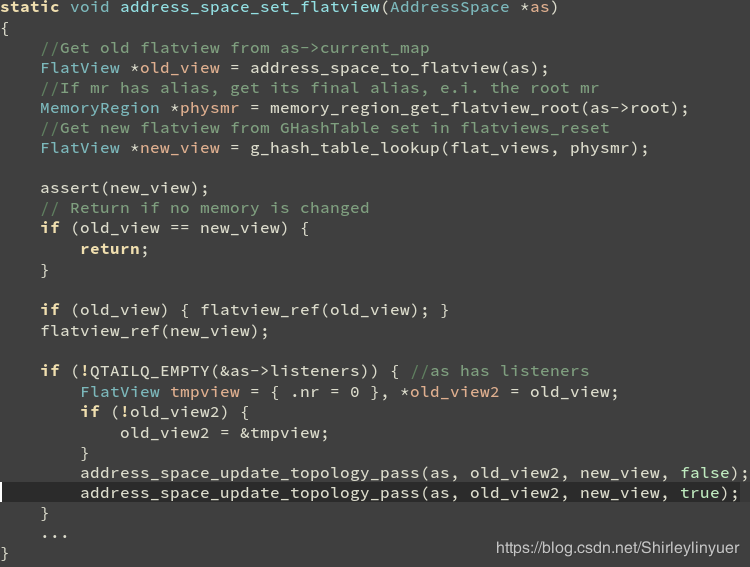 static void address_space_set_flatview(AddressSpace *as)
{
    //Get old flatview from as->current_map
    FlatView *old_view = address_space_to_flatview(as);
    //If mr has alias, get its final alias, e.i. the root mr
    MemoryRegion *physmr = memory_region_get_flatview_root(as->root);
    //Get new flatview from GHashTable set in flatviews_reset
    FlatView *new_view = g_hash_table_lookup(flat_views, physmr);

    assert(new_view);
    // Return if no memory is changed
    if (old_view == new_view) {
        return;
    }

    if (old_view) { flatview_ref(old_view); }
    flatview_ref(new_view);

    if (!QTAILQ_EMPTY(&as->listeners)) { //as has listeners
        FlatView tmpview = { .nr = 0 }, *old_view2 = old_view;
        if (!old_view2) {
            old_view2 = &tmpview;
        }
        address_space_update_topology_pass(as, old_view2, new_view, false);
        address_space_update_topology_pass(as, old_view2, new_view, true);
    }
    ...
}
https://blog.csdn.net/Shirleylinyuer